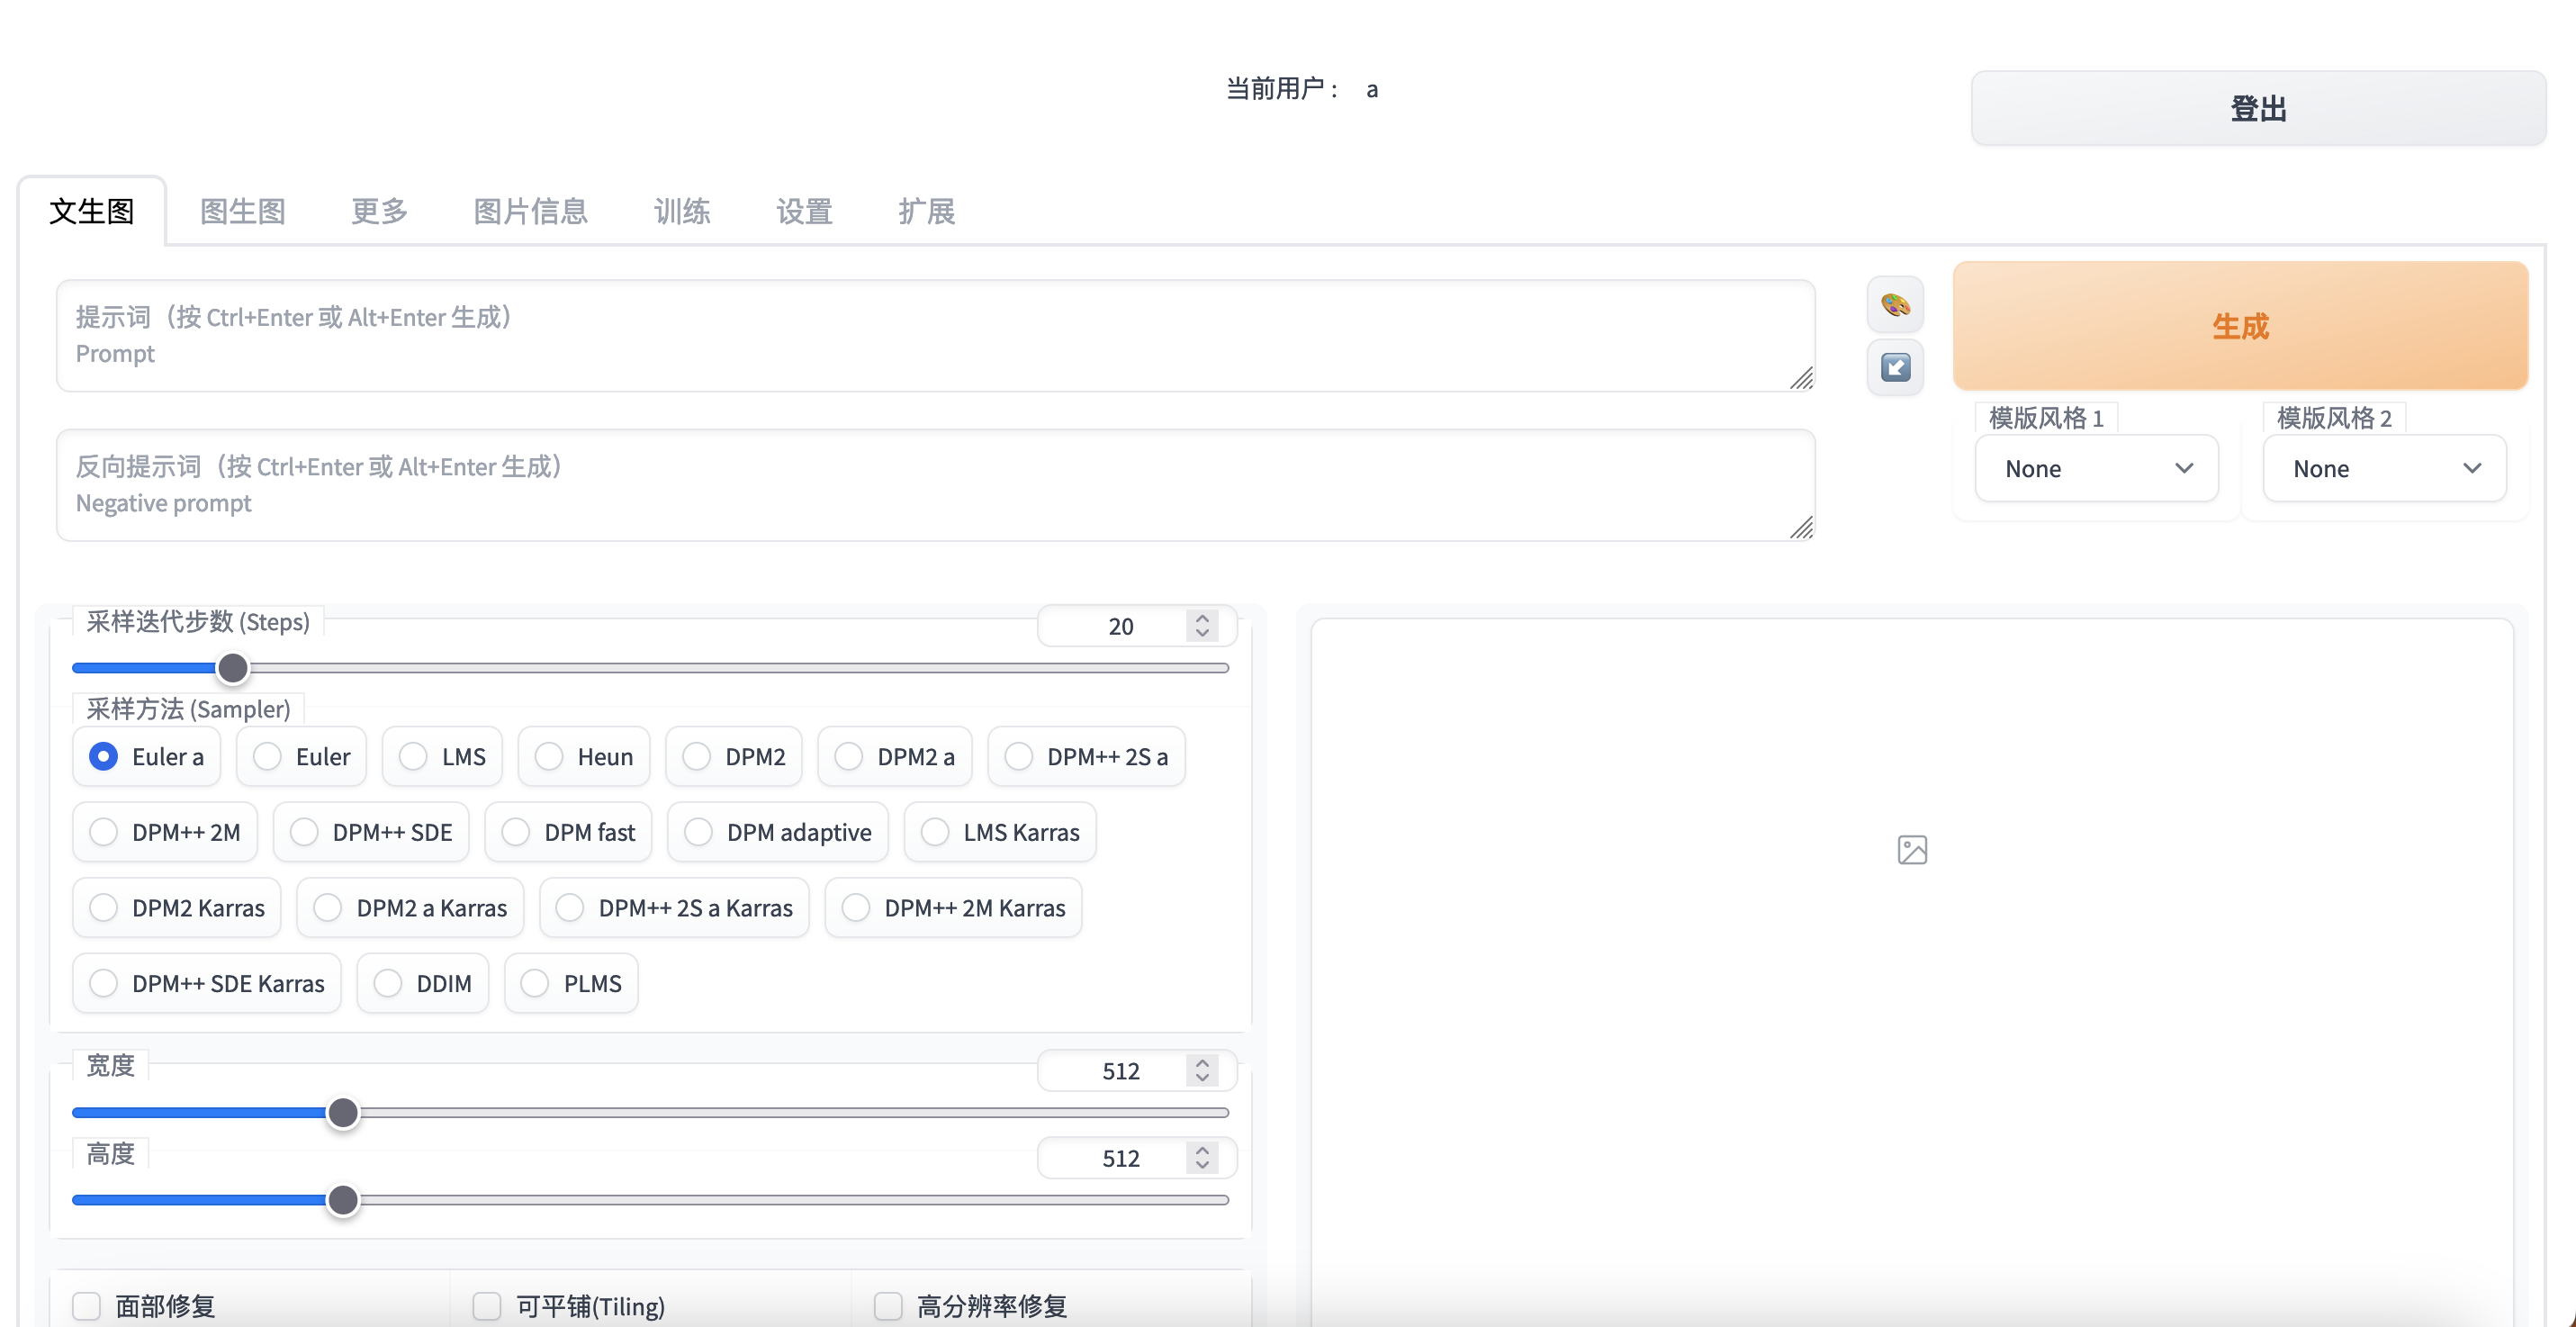 当前用户： a
登出
文生图 图生图 更多 图片信息 训练 设置 扩展
提示词（按 Ctrl+Enter 或 Alt+Enter 生成）
Prompt
生成
反向提示词（按 Ctrl+Enter 或 Alt+Enter 生成）
Negative prompt
模版风格 1 模版风格 2
None None
采样迭代步数 (Steps) 20
采样方法 (Sampler)
Euler a Euler LMS Heun DPM2 DPM2 a DPM++ 2S a
DPM++ 2M DPM++ SDE DPM fast DPM adaptive LMS Karras
DPM2 Karras DPM2 a Karras DPM++ 2S a Karras DPM++ 2M Karras
DPM++ SDE Karras DDIM PLMS
宽度 512
高度 512
面部修复 可平铺(Tiling) 高分辨率修复